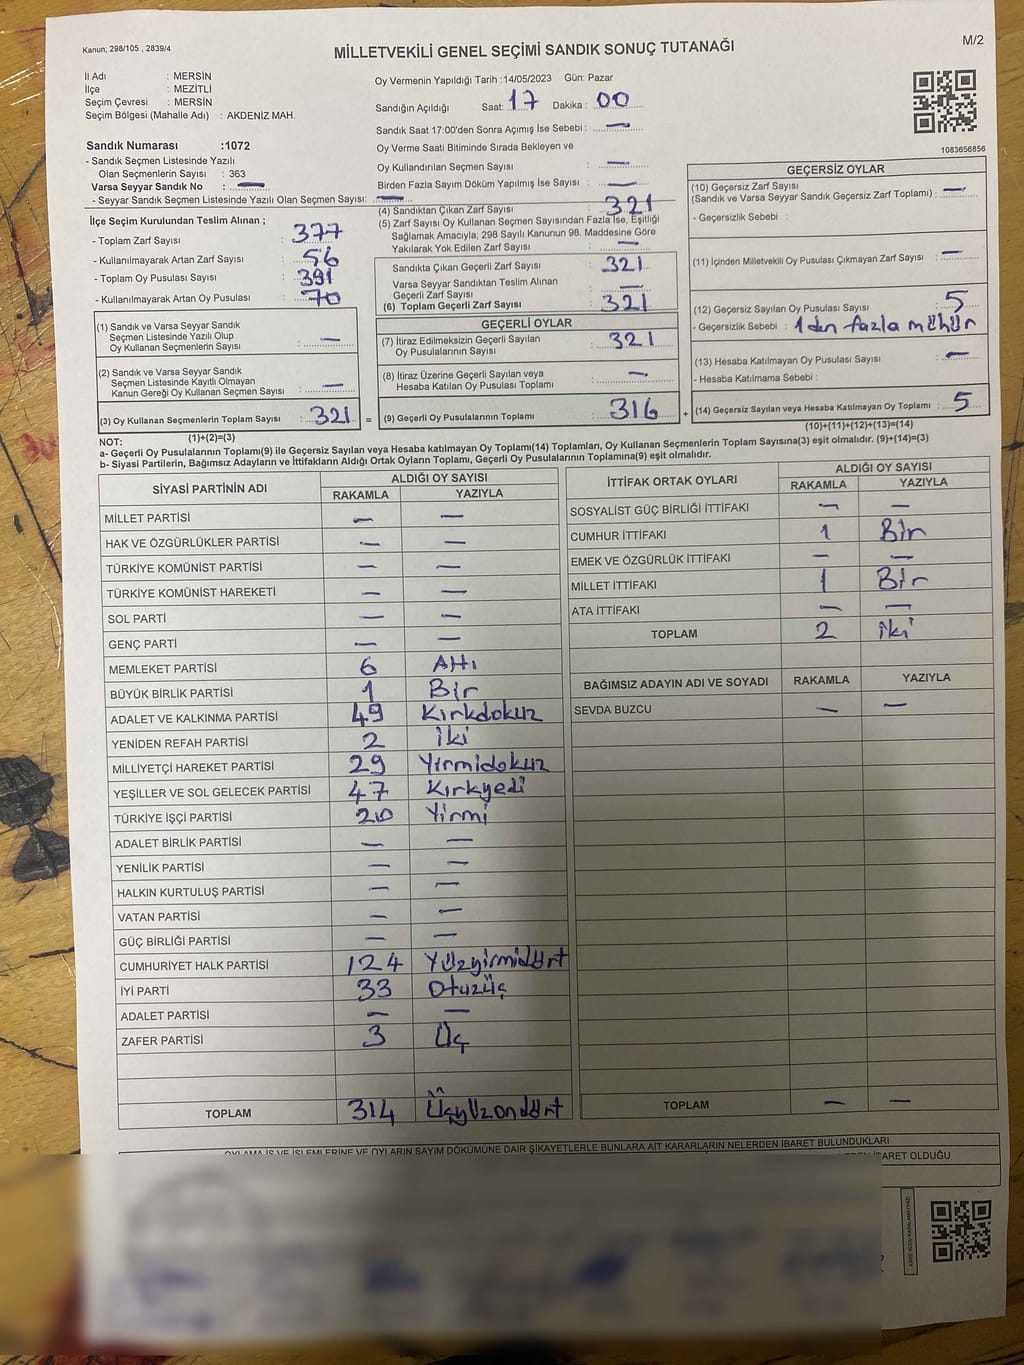 Kanun; 298/105 , 2839/4
MİLLETVEKİLİ GENEL SEÇİMİ SANDIK SONUÇ TUTANAĞI
M/2
İl Adı : MERSİN
İlçe : MEZİTLİ
Seçim Çevresi : MERSİN
Seçim Bölgesi (Mahalle Adı) : AKDENİZ MAH.
Sandık Numarası :1072
- Sandık Seçmen Listesinde Yazılı
Olan Seçmenlerin Sayısı : 363
Varsa Seyyar Sandık No : —
- Seyyar Sandık Seçmen Listesinde Yazılı Olan Seçmen Sayısı: —
Oy Vermenin Yapıldığı Tarih :14/05/2023 Gün: Pazar
Sandığın Açıldığı Saat: 17 Dakika : 00
Sandık Saat 17:00'den Sonra Açımış İse Sebebi : —
Oy Verme Saati Bitiminde Sırada Bekleyen ve
Oy Kullandırılan Seçmen Sayısı : —
Birden Fazla Sayım Döküm Yapılmış İse Sayısı : —
1083656856
İlçe Seçim Kurulundan Teslim Alınan ;
- Toplam Zarf Sayısı : 377
- Kullanılmayarak Artan Zarf Sayısı : 56
- Toplam Oy Pusulası Sayısı : 391
- Kullanılmayarak Artan Oy Pusulası : 70
(4) Sandıktan Çıkan Zarf Sayısı : 321
(5) Zarf Sayısı Oy Kullanan Seçmen Sayısından Fazla İse, Eşitliği
Sağlamak Amacıyla; 298 Sayılı Kanunun 98. Maddesine Göre
Yakılarak Yok Edilen Zarf Sayısı : —
Sandıkta Çıkan Geçerli Zarf Sayısı : 321
Varsa Seyyar Sandıktan Teslim Alınan
Geçerli Zarf Sayısı : —
(6) Toplam Geçerli Zarf Sayısı : 321
GEÇERSİZ OYLAR
(10) Geçersiz Zarf Sayısı
(Sandık ve Varsa Seyyar Sandık Geçersiz Zarf Toplamı) : —
- Geçersizlik Sebebi :
(11) İçinden Milletvekili Oy Pusulası Çıkmayan Zarf Sayısı : —
(12) Geçersiz Sayılan Oy Pusulası Sayısı : 5
- Geçersizlik Sebebi : 1 den fazla mühür
(13) Hesaba Katılmayan Oy Pusulası Sayısı : —
- Hesaba Katılmama Sebebi :
(14) Geçersiz Sayılan veya Hesaba Katılmayan Oy Toplamı : 5
(10)+(11)+(12)+(13)=(14)
(1) Sandık ve Varsa Seyyar Sandık
Seçmen Listesinde Yazılı Olup
Oy Kullanan Seçmenlerin Sayısı : —
(2) Sandık ve Varsa Seyyar Sandık
Seçmen Listesinde Kayıtlı Olmayan
Kanun Gereği Oy Kullanan Seçmen Sayısı : —
(3) Oy Kullanan Seçmenlerin Toplam Sayısı : 321 =
(1)+(2)=(3)
GEÇERLİ OYLAR
(7) İtiraz Edilmeksizin Geçerli Sayılan
Oy Pusulalarının Sayısı : 321
(8) İtiraz Üzerine Geçerli Sayılan veya
Hesaba Katılan Oy Pusulası Toplamı : —
(9) Geçerli Oy Pusulalarının Toplamı : 316 +
NOT:
a- Geçerli Oy Pusulalarının Toplamı(9) ile Geçersiz Sayılan veya Hesaba katılmayan Oy Toplamı(14) Toplamları, Oy Kullanan Seçmenlerin Toplam Sayısına(3) eşit olmalıdır. (9)+(14)=(3)
b- Siyasi Partilerin, Bağımsız Adayların ve İttifakların Aldığı Ortak Oyların Toplamı, Geçerli Oy Pusulalarının Toplamına(9) eşit olmalıdır.
SİYASİ PARTİNİN ADI ALDIĞI OY SAYISI
RAKAMLA YAZIYLA
MİLLET PARTİSİ — —
HAK VE ÖZGÜRLÜKLER PARTİSİ — —
TÜRKİYE KOMÜNİST PARTİSİ — —
TÜRKİYE KOMÜNİST HAREKETİ — —
SOL PARTİ — —
GENÇ PARTİ — —
MEMLEKET PARTİSİ 6 Altı
BÜYÜK BİRLİK PARTİSİ 1 Bir
ADALET VE KALKINMA PARTİSİ 49 Kırkdokuz
YENİDEN REFAH PARTİSİ 2 iki
MİLLİYETÇİ HAREKET PARTİSİ 29 Yirmidokuz
YEŞİLLER VE SOL GELECEK PARTİSİ 47 Kırkyedi
TÜRKİYE İŞÇİ PARTİSİ 20 Yirmi
ADALET BİRLİK PARTİSİ — —
YENİLİK PARTİSİ — —
HALKIN KURTULUŞ PARTİSİ — —
VATAN PARTİSİ — —
GÜÇ BİRLİĞİ PARTİSİ — —
CUMHURİYET HALK PARTİSİ 124 Yüzyirmidört
İYİ PARTİ 33 Otuzüç
ADALET PARTİSİ — —
ZAFER PARTİSİ 3 Üç
TOPLAM 314 Üçyüzondört
İTTİFAK ORTAK OYLARI ALDIĞI OY SAYISI
RAKAMLA YAZIYLA
SOSYALİST GÜÇ BİRLİĞİ İTTİFAKI — —
CUMHUR İTTİFAKI 1 Bir
EMEK VE ÖZGÜRLÜK İTTİFAKI — —
MİLLET İTTİFAKI 1 Bir
ATA İTTİFAKI — —
TOPLAM 2 iki
BAĞIMSIZ ADAYIN ADI VE SOYADI RAKAMLA YAZIYLA
SEVDA BUZCU — —
TOPLAM — —
OYLAMA İŞ VE İŞLEMLERİNE VE OYLARIN SAYIM DÖKÜMÜNE DAİR ŞİKAYETLERLE BUNLARA AİT KARARLARIN NELERDEN İBARET BULUNDUKLARI
İBARET OLDUĞU